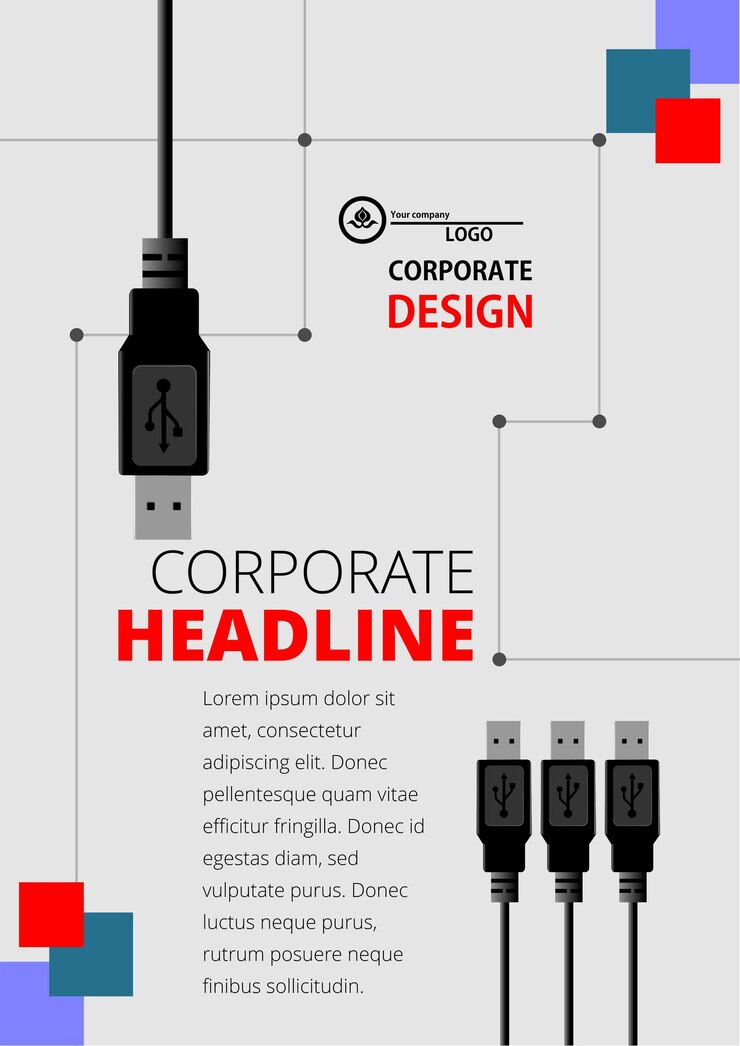 Your company
LOGO
CORPORATE
DESIGN
CORPORATE
HEADLINE
Lorem ipsum dolor sit
amet, consectetur
adipiscing elit. Donec
pellentesque quam vitae
efficitur fringilla. Donec id
egestas diam, sed
vulputate purus. Donec
luctus neque purus,
rutrum posuere neque
finibus sollicitudin.